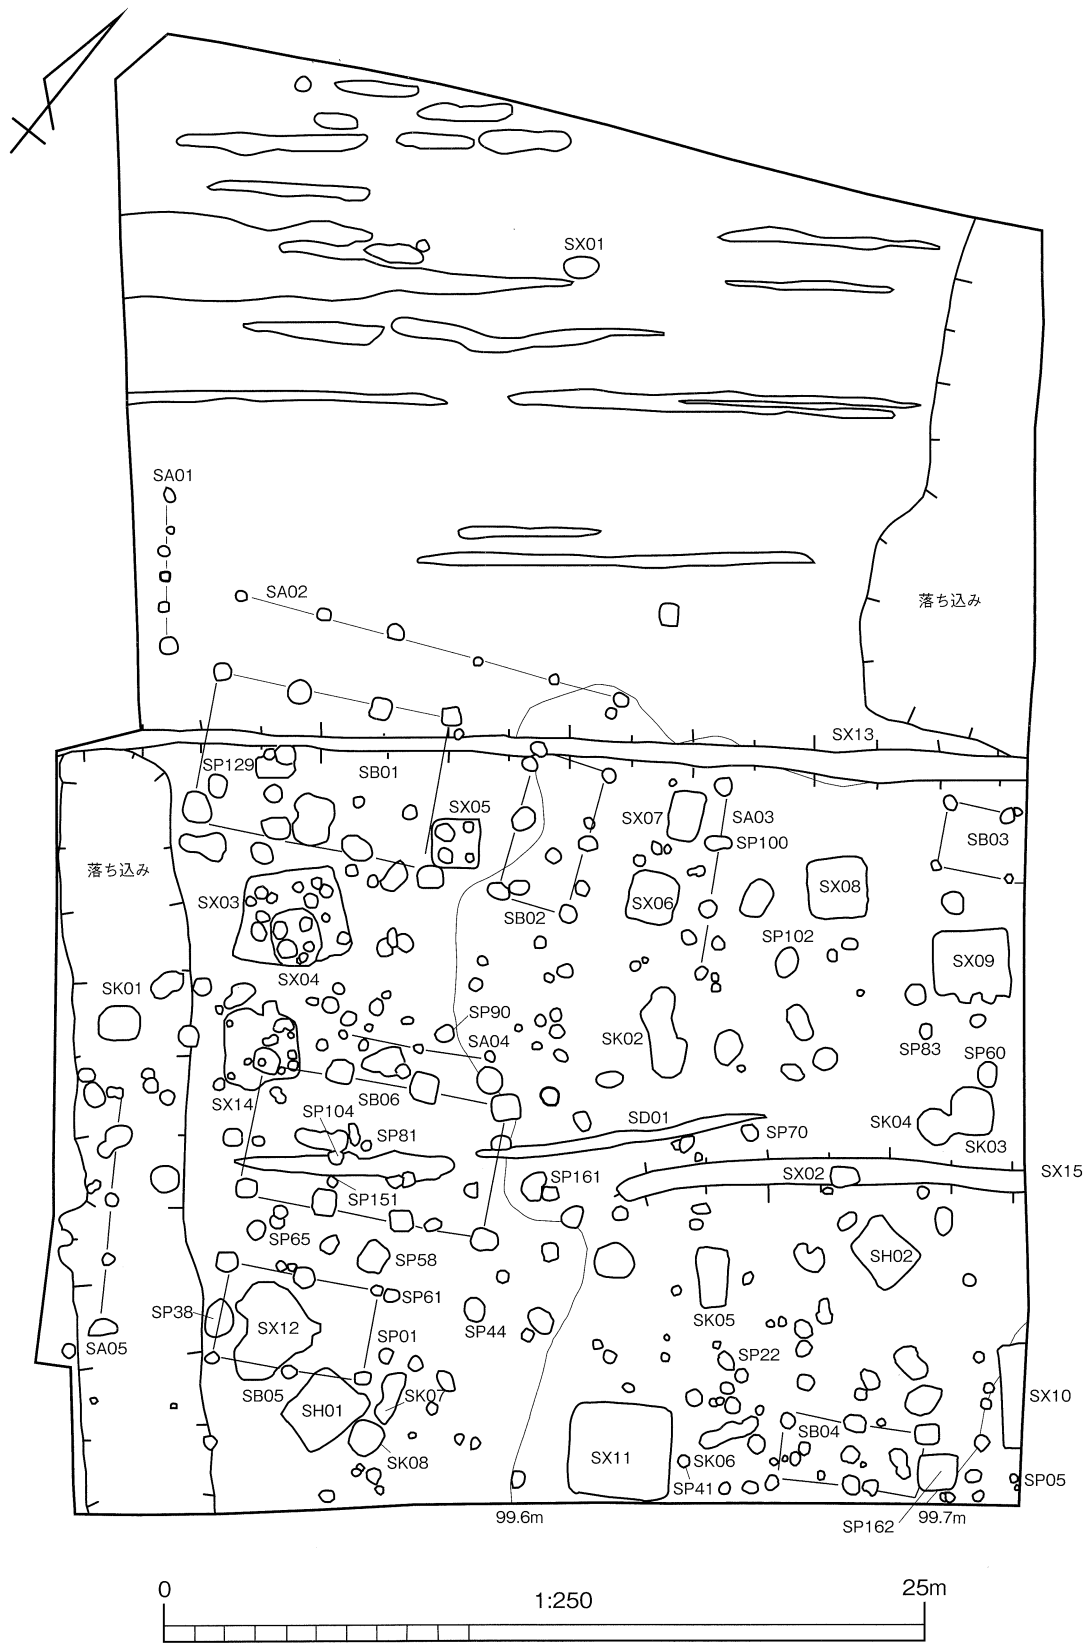 SX01
SA01
SA02
落ち込み
SX13
SP129
SB01
SX05
SX07
SA03
SP100
SB03
落ち込み
SX03
SX06
SX08
SB02
SP102
SX04
SX09
SK01
SP90
SA04
SK02
SP83
SP60
SX14
SB06
SP104
SP81
SD01
SP70
SK04
SK03
SX15
SP151
SP161
SX02
SP65
SP58
SH02
SP38
SP61
SX12
SP01
SP44
SK05
SA05
SP22
SB05
SH01
SK07
SX10
SB04
SK08
SX11
SK06
SP41
SP05
99.6m
99.7m
SP162
0
1:250
25m